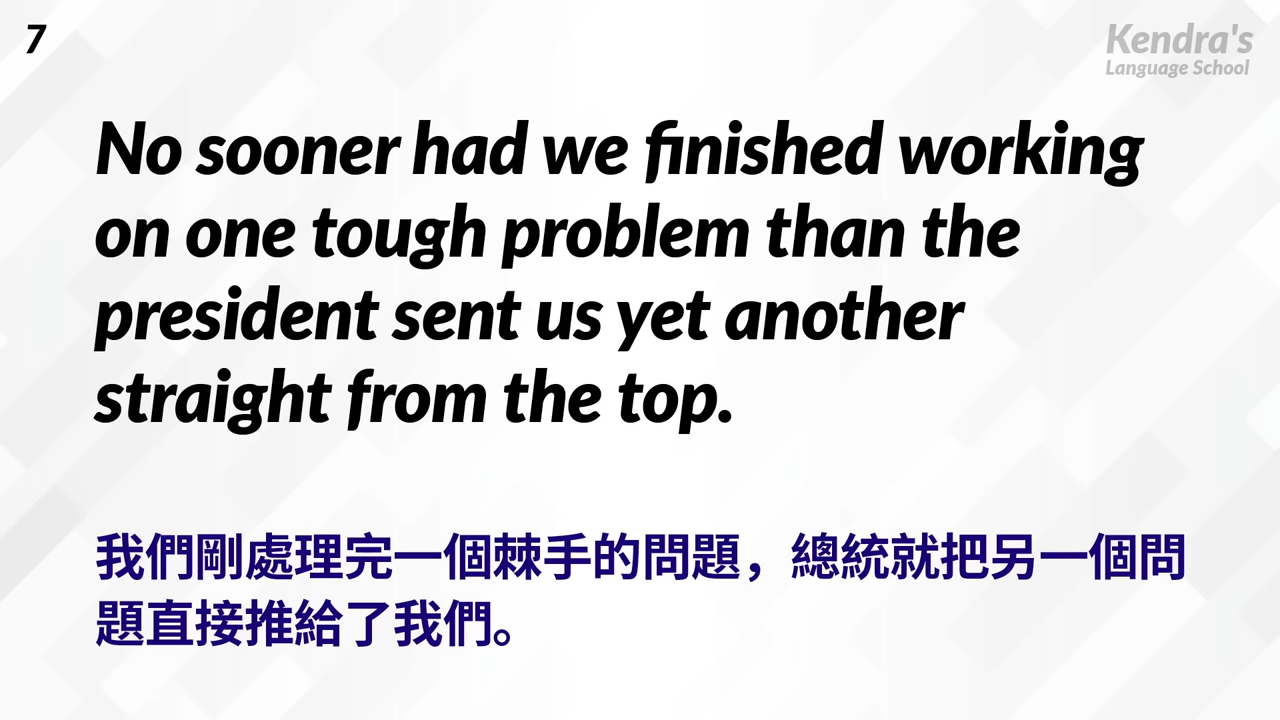 7
Kendra's
Language School
No sooner had we finished working
on one tough problem than the
president sent us yet another
straight from the top.
我們剛處理完一個棘手的問題，總統就把另一個問
題直接推給了我們。